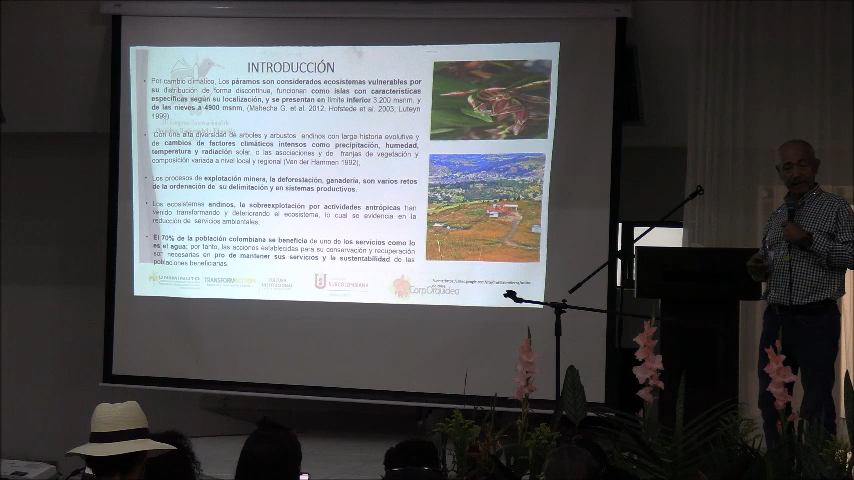 INTRODUCCIÓN
Por cambio climático, Los páramos son considerados ecosistemas vulnerables por
su distribución de forma discontinua, funcionan como islas con características
específicas según su localización, y se presentan en límite inferior 3.200 msnm. y
de las nieves a 4900 msnm, (Mahecha G. et al. 2012, Hofstede et al. 2003, Luteyn
1999)
Con una alta diversidad de arboles y arbustos andinos con larga historia evolutiva y
de cambios de factores climáticos intensos como precipitación, humedad,
temperatura y radiación solar, o las asociaciones y de franjas de vegetación y
composición variada a nivel local y regional (Van der Hammen 1992),
Los procesos de explotación minera, la deforestación, ganadería, son varios retos
de la ordenación de su delimitación y en sistemas productivos.
Los ecosistemas andinos, la sobreexplotación por actividades antrópicas han
venido transformando y deteriorando el ecosistema, lo cual se evidencia en la
reducción de servicios ambientales.
El 70% de la población colombiana se beneficia de uno de los servicios como lo
es el agua; por tanto, las acciones establecidas para su conservación y recuperación
son necesarias en pro de mantener sus servicios y la sustentabilidad de las
poblaciones beneficiarias.
SURCOLOMBIANA
CorpOrquidea